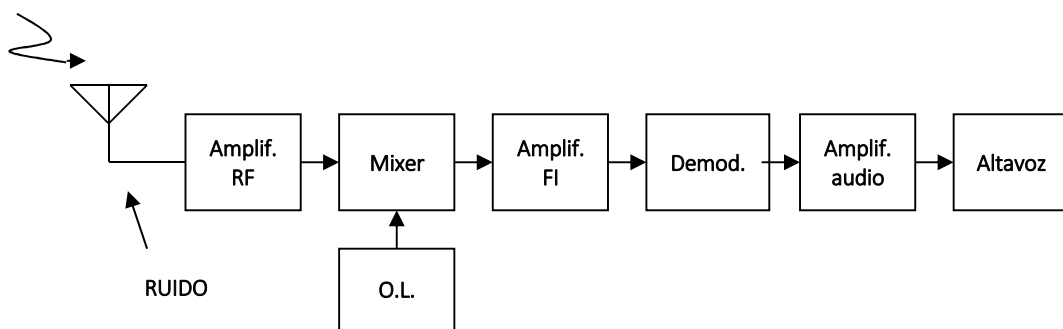 Amplif.
RF
Mixer
Amplif.
FI
Demod.
Amplif.
audio
Altavoz
RUIDO
O.L.